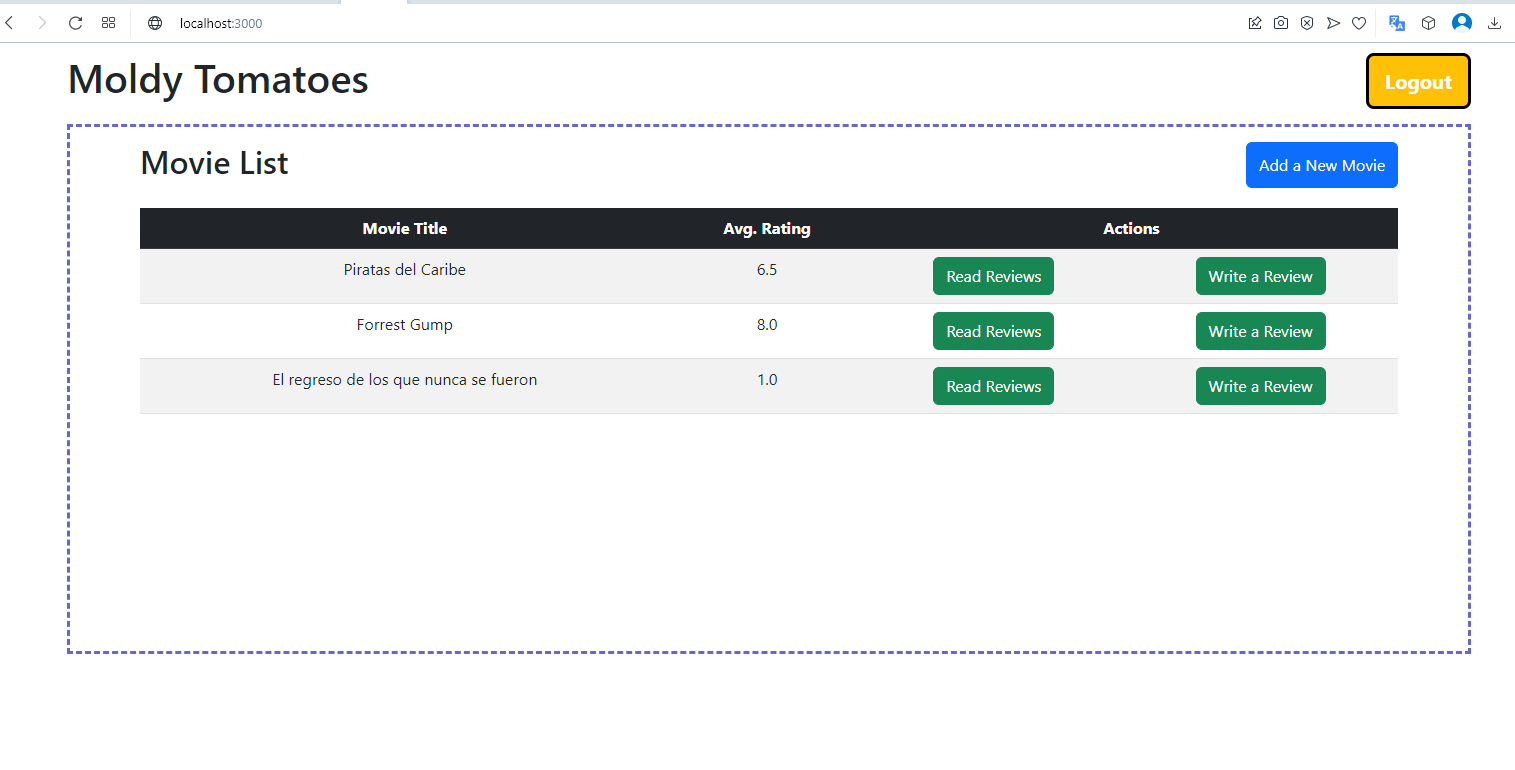 localhost:3000
Moldy Tomatoes Logout
Movie List Add a New Movie
Movie Title Avg. Rating Actions
Piratas del Caribe 6.5 Read Reviews Write a Review
Forrest Gump 8.0 Read Reviews Write a Review
El regreso de los que nunca se fueron 1.0 Read Reviews Write a Review